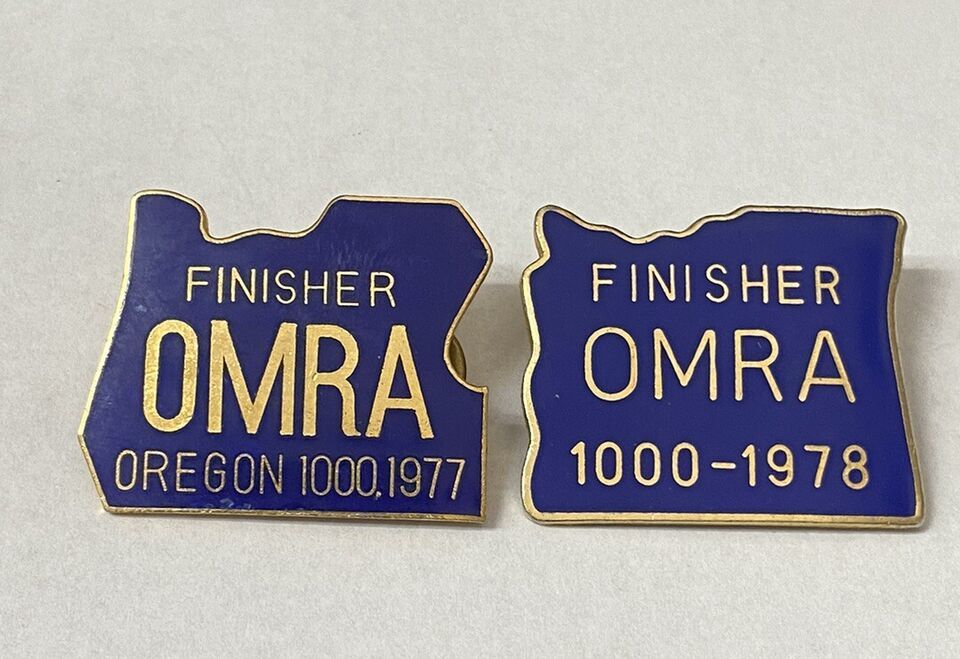 FINISHER
OMRA
OREGON 1000,1977
FINISHER
OMRA
1000-1978